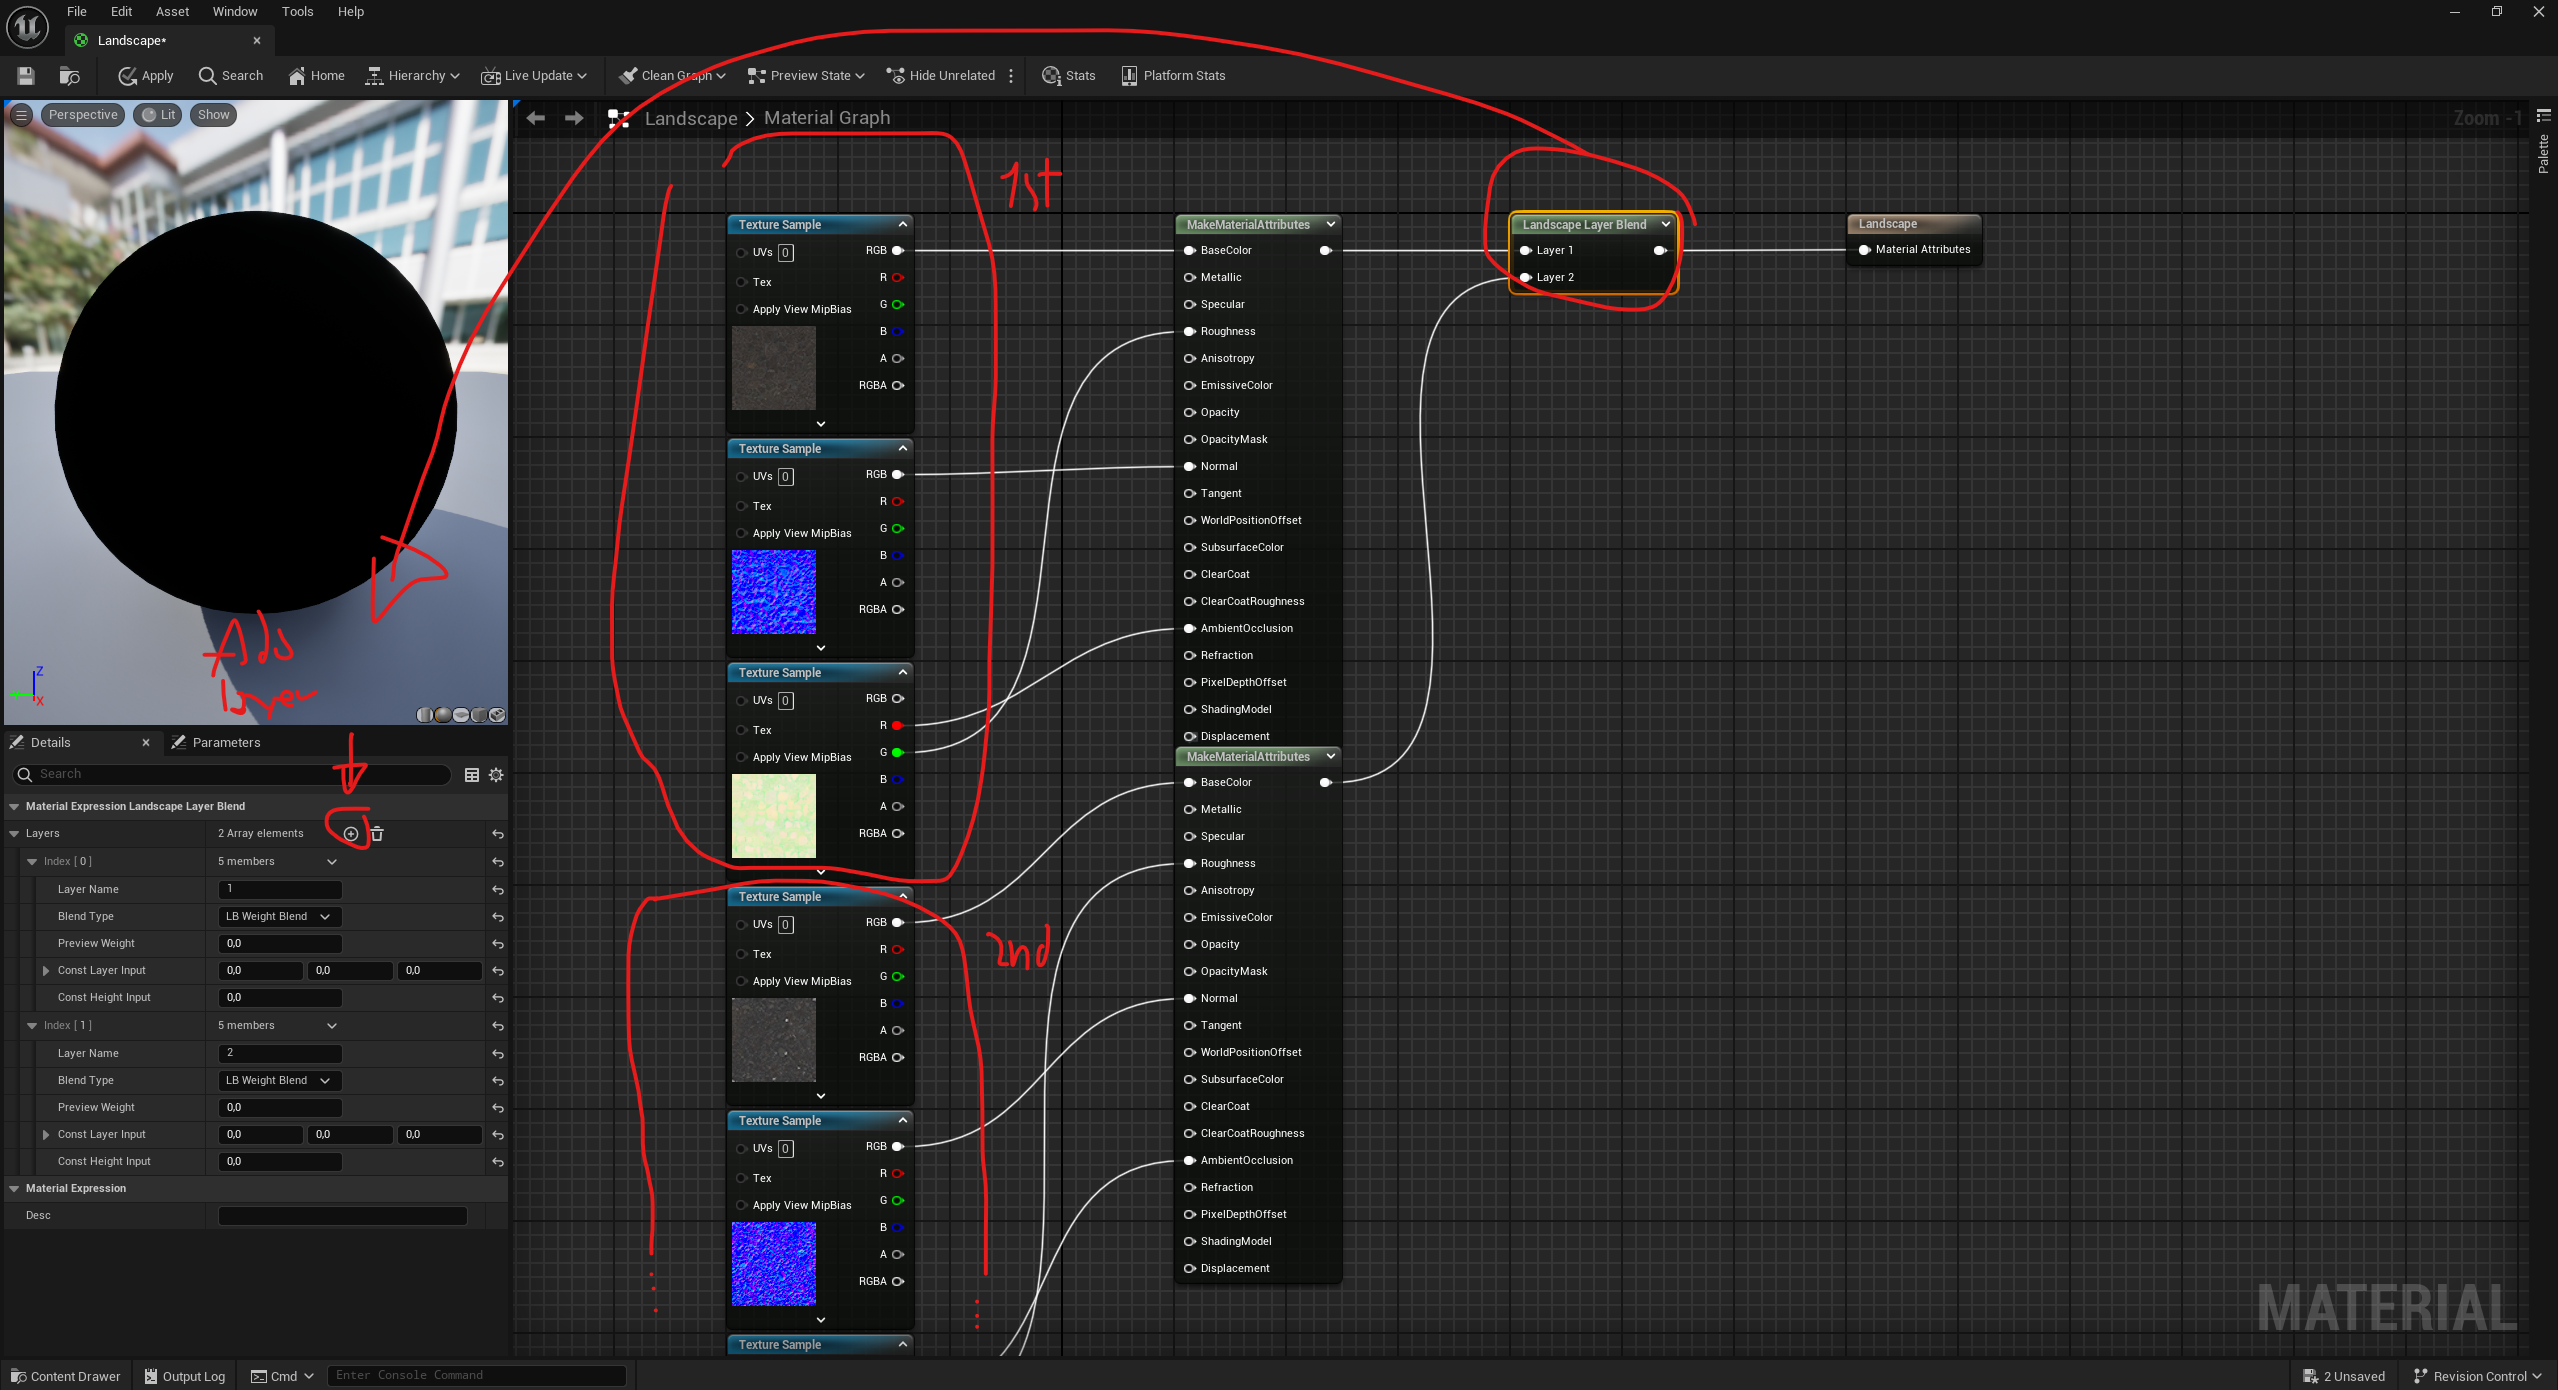 File Edit Asset Window Tools Help
Landscape*
Apply Search Home Hierarchy Live Update Clean Graph Preview State Hide Unrelated Stats Platform Stats
Perspective Lit Show
Landscape > Material Graph
Zoom -1
Palette
1st
Texture Sample
UVs 0 RGB
R
Tex
G
Apply View MipBias
B
A
RGBA
Texture Sample
UVs 0 RGB
R
Tex
G
Apply View MipBias
B
A
RGBA
Texture Sample
UVs 0 RGB
R
Tex
G
Apply View MipBias
B
A
RGBA
2nd
Texture Sample
UVs 0 RGB
R
Tex
G
Apply View MipBias
B
A
RGBA
Texture Sample
UVs 0 RGB
R
Tex
G
Apply View MipBias
B
A
RGBA
Texture Sample
MakeMaterialAttributes
BaseColor
Metallic
Specular
Roughness
Anisotropy
EmissiveColor
Opacity
OpacityMask
Normal
Tangent
WorldPositionOffset
SubsurfaceColor
ClearCoat
ClearCoatRoughness
AmbientOcclusion
Refraction
PixelDepthOffset
ShadingModel
Displacement
MakeMaterialAttributes
BaseColor
Metallic
Specular
Roughness
Anisotropy
EmissiveColor
Opacity
OpacityMask
Normal
Tangent
WorldPositionOffset
SubsurfaceColor
ClearCoat
ClearCoatRoughness
AmbientOcclusion
Refraction
PixelDepthOffset
ShadingModel
Displacement
Landscape Layer Blend
Layer 1
Layer 2
Landscape
Material Attributes
MATERIAL
Add
layer
Z
X
Details Parameters
Search
Material Expression Landscape Layer Blend
Layers 2 Array elements
Index [ 0 ] 5 members
Layer Name 1
Blend Type LB Weight Blend
Preview Weight 0,0
Const Layer Input 0,0 0,0 0,0
Const Height Input 0,0
Index [ 1 ] 5 members
Layer Name 2
Blend Type LB Weight Blend
Preview Weight 0,0
Const Layer Input 0,0 0,0 0,0
Const Height Input 0,0
Material Expression
Desc
Content Drawer Output Log Cmd Enter Console Command 2 Unsaved Revision Control